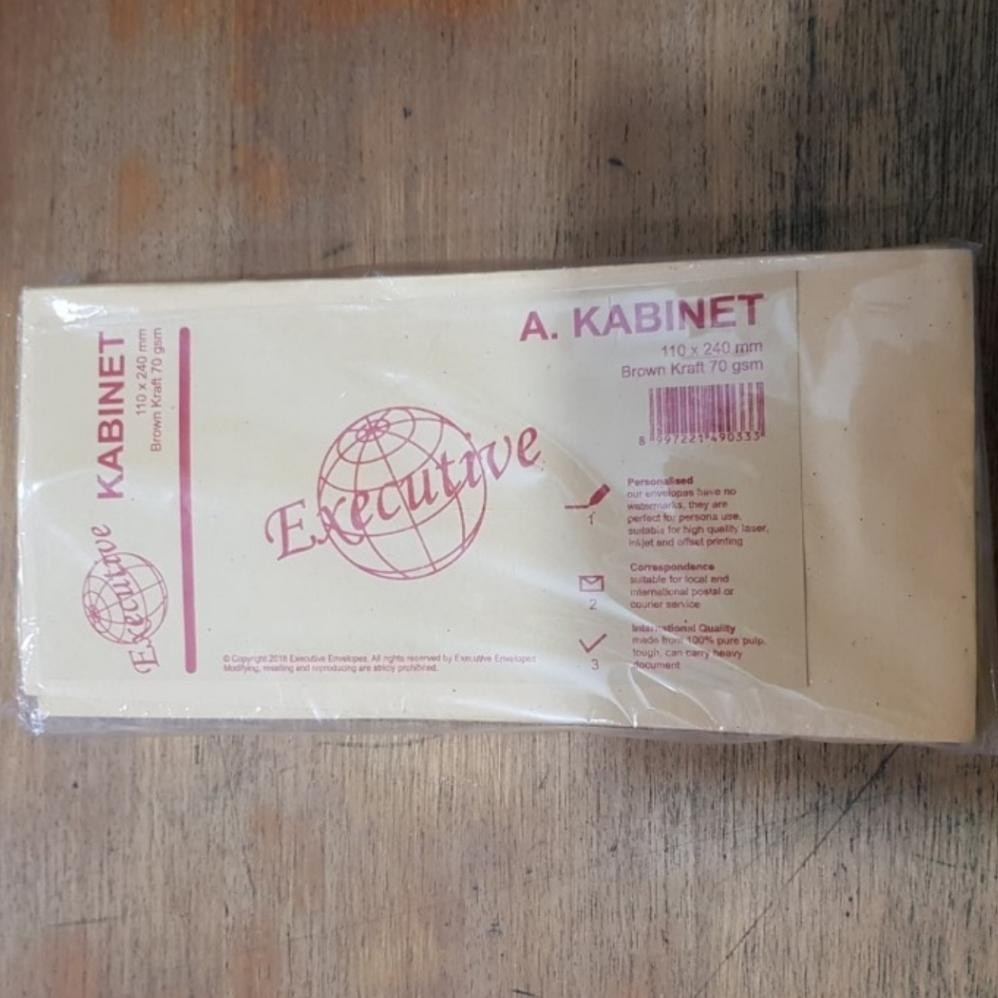 KABINET
110 x 240 mm
Brown Kraft 70 gsm
Executive
Executive
A. KABINET
110 x 240 mm
Brown Kraft 70 gsm
8 997221 490333
1
Personalised
our envelopes have no
watermarks, they are
perfect for persona use,
suitable for high quality laser,
inkjet and offset printing
2
Correspondence
suitable for local and
international postal or
courier service
3
International Quality
made from 100% pure pulp,
tough, can carry heavy
document
© Copyright 2018 Executive Envelopes. All rights reserved by Executive Envelopes
Modifying, reselling and reproducing are strictly prohibited.